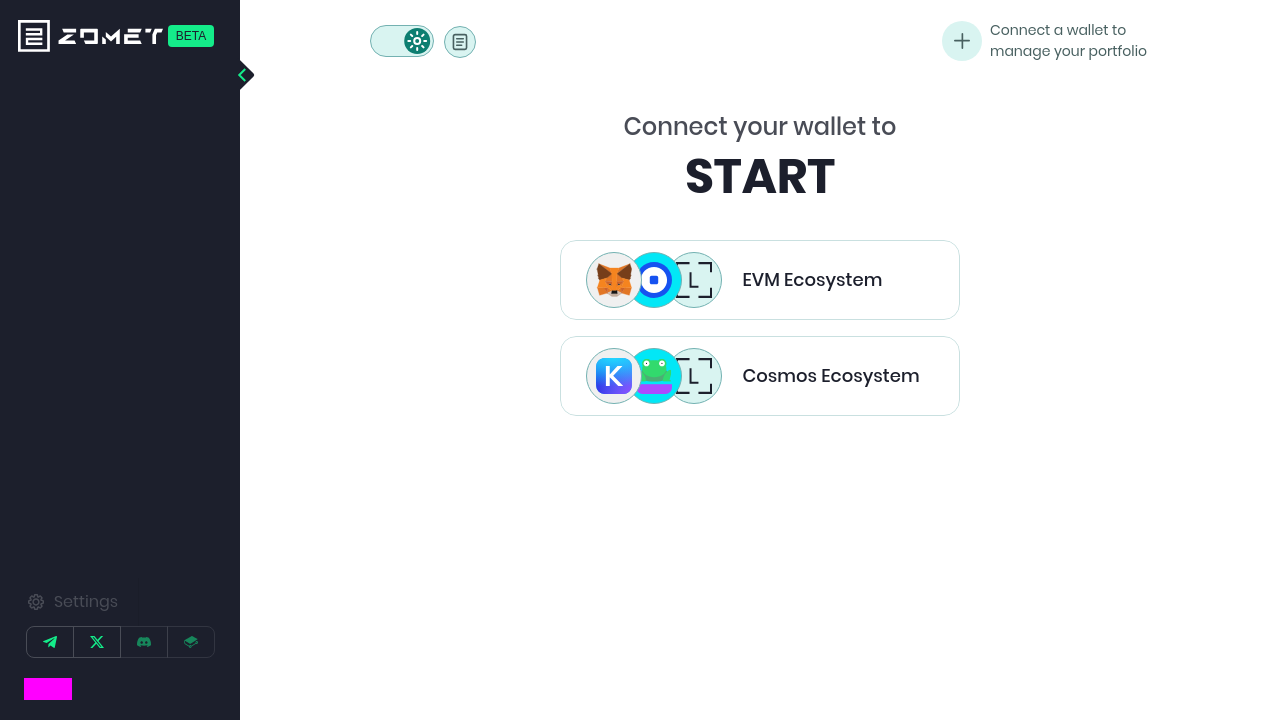 ZOMET BETA
Connect a wallet to
manage your portfolio
Connect your wallet to
START
EVM Ecosystem
Cosmos Ecosystem
Settings